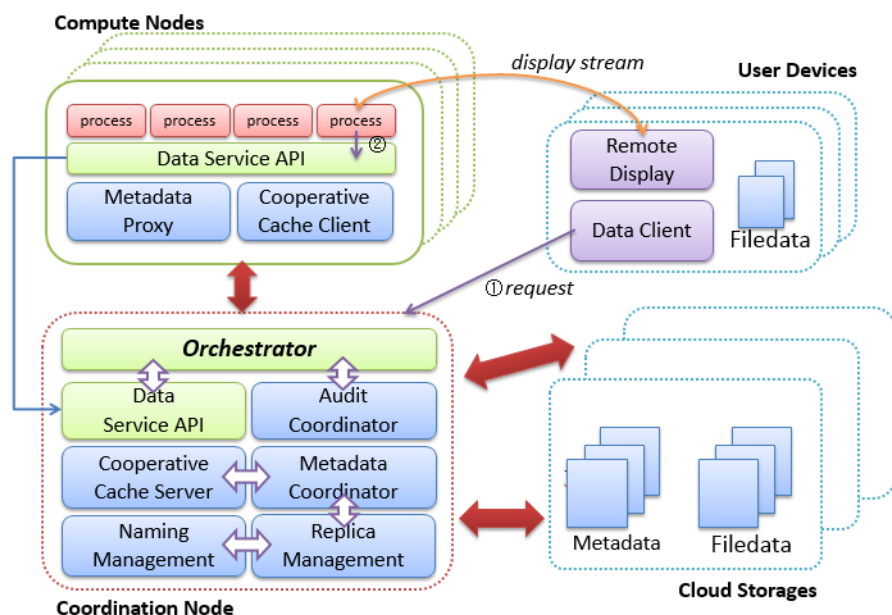 Compute Nodes
display stream
User Devices
process
process
process
process
②
Data Service API
Metadata
Proxy
Cooperative
Cache Client
Remote
Display
Data Client
Filedata
① request
Orchestrator
Data
Service API
Audit
Coordinator
Cooperative
Cache Server
Metadata
Coordinator
Naming
Management
Replica
Management
Coordination Node
Metadata
Filedata
Cloud Storages